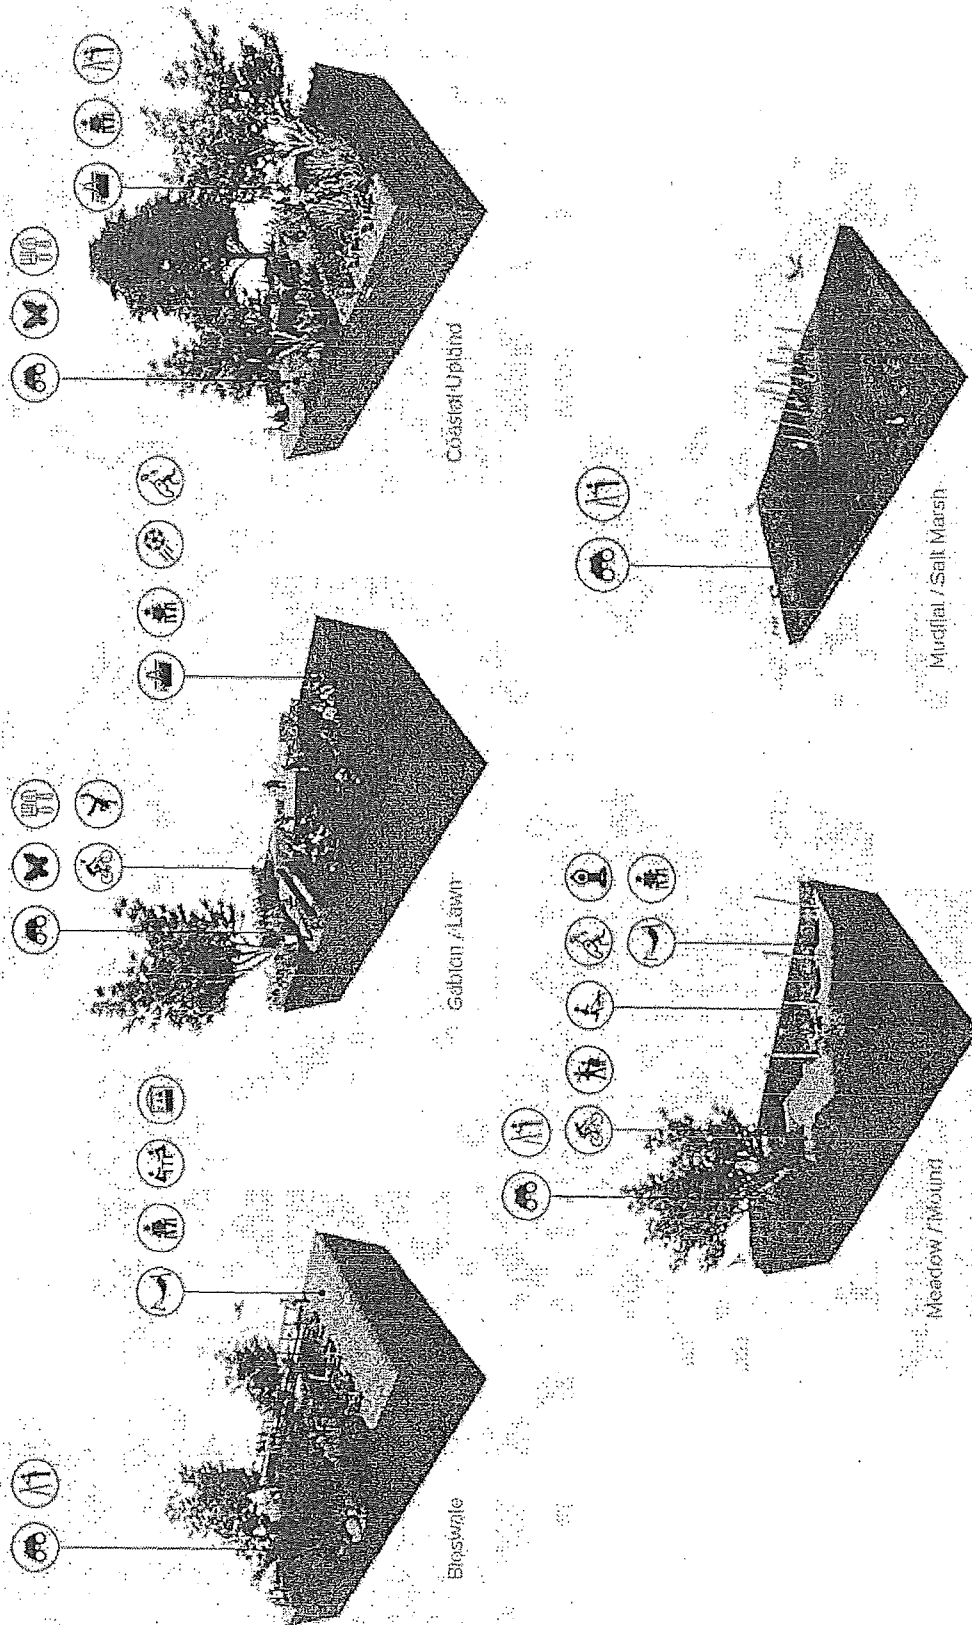 Bioswale
Gabion / Lawn
Coastal Upland
Meadow / Mound
Mudflat / Salt Marsh